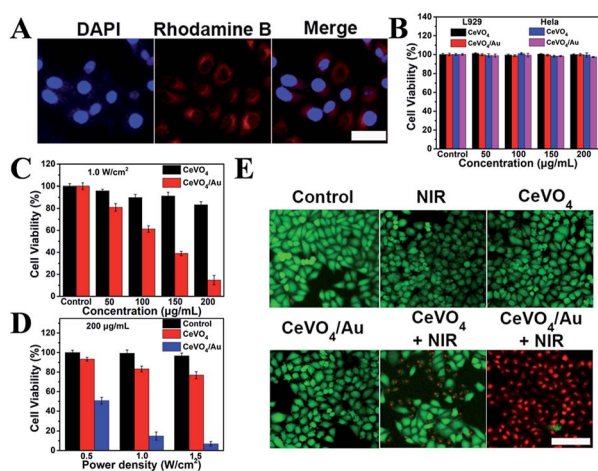 A
DAPI
Rhodamine B
Merge
B
Cell Viability (%)
140
120
100
80
60
40
20
0
L929
Hela
CeVO₄
CeVO₄
CeVO₄/Au
CeVO₄/Au
Control
50
100
150
200
Concentration (μg/mL)
C
Cell Viability (%)
120
100
80
60
40
20
0
1.0 W/cm²
CeVO₄
CeVO₄/Au
Control
50
100
150
200
Concentration (μg/mL)
D
Cell Viability (%)
120
100
80
60
40
20
0
200 μg/mL
Control
CeVO₄
CeVO₄/Au
0.5
1.0
1.5
Power density (W/cm²)
E
Control
NIR
CeVO₄
CeVO₄/Au
CeVO₄
+ NIR
CeVO₄/Au
+ NIR